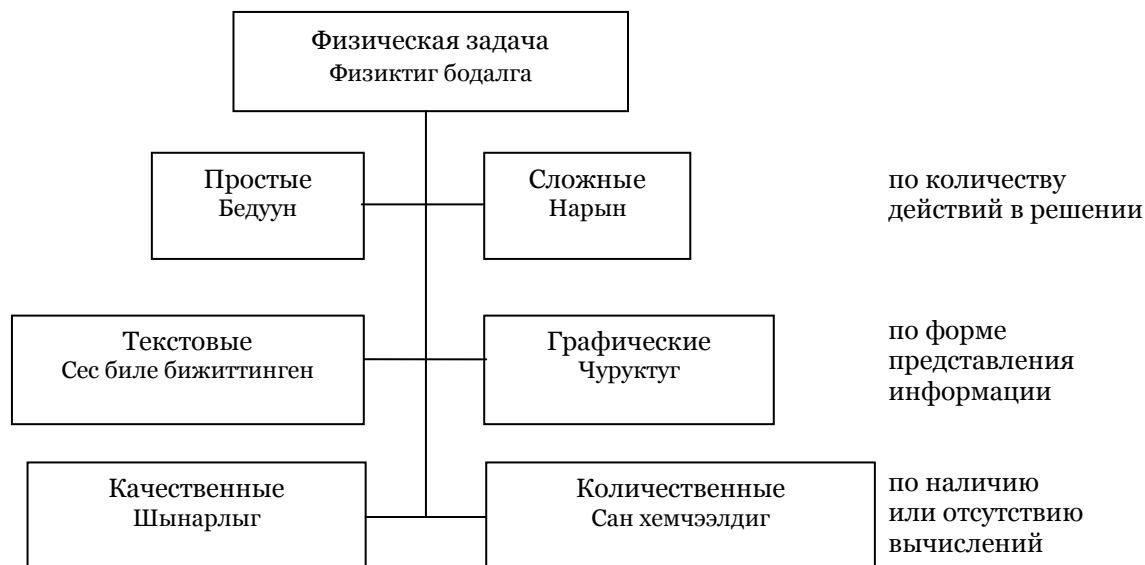 Физическая задача
Физиктиг бодалга
Простые
Бедуун
Сложные
Нарын
по количеству
действий в решении
Текстовые
Сес биле бижиттинген
Графические
Чуруктуг
по форме
представления
информации
Качественные
Шынарлыг
Количественные
Сан хемчээлдиг
по наличию
или отсутствию
вычислений